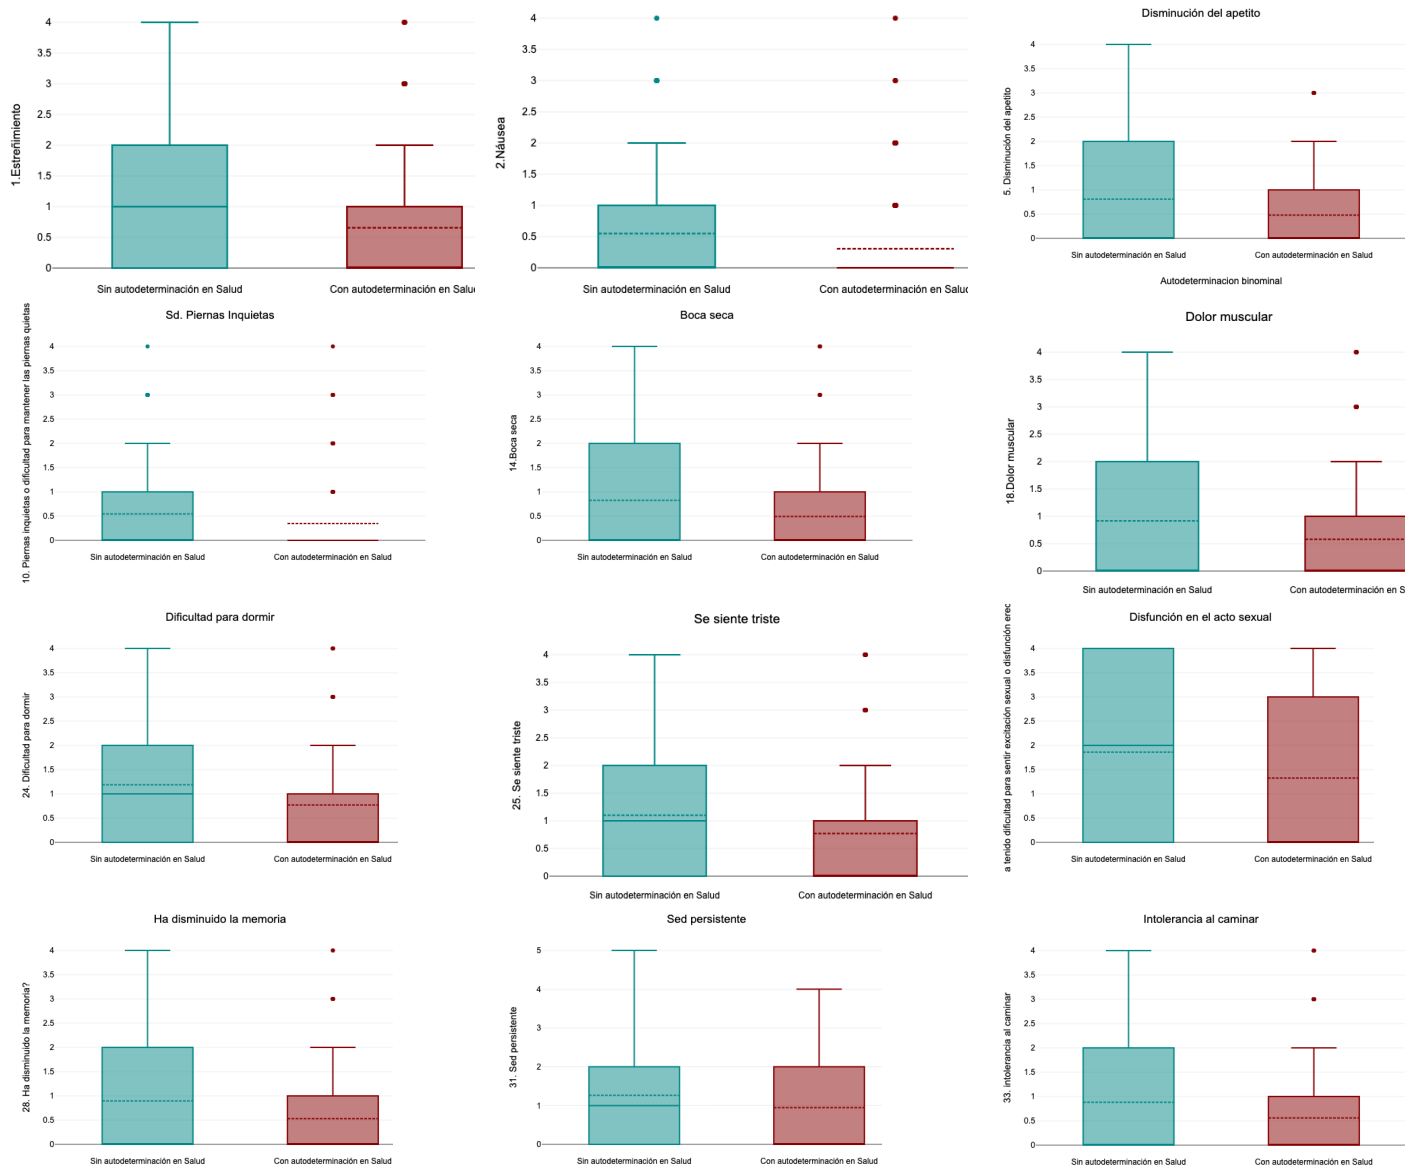 4
3.5
3
2.5
2
1.5
1
0.5
0
1.Estreñimiento
Sin autodeterminación en Salud
Con autodeterminación en Saluc
4
3.5
3
2.5
2
1.5
1
0.5
0
2.Náusea
Sin autodeterminación en Salud
Con autodeterminación en Saluc
Disminución del apetito
4
3.5
3
2.5
2
1.5
1
0.5
0
5. Disminución del apetito
Sin autodeterminación en Salud
Con autodeterminación en Salud
Autodeterminacion binominal
Sd. Piernas Inquietas
4
3.5
3
2.5
2
1.5
1
0.5
0
10. Piernas inquietas o dificultad para mantener las piernas quietas
Sin autodeterminación en Salud
Con autodeterminación en Salud
Boca seca
4
3.5
3
2.5
2
1.5
1
0.5
0
14.Boca seca
Sin autodeterminación en Salud
Con autodeterminación en Salud
Dolor muscular
4
3.5
3
2.5
2
1.5
1
0.5
0
18.Dolor muscular
Sin autodeterminación en Salud
Con autodeterminación en S
Dificultad para dormir
4
3.5
3
2.5
2
1.5
1
0.5
0
24. Dificultad para dormir
Sin autodeterminación en Salud
Con autodeterminación en Salud
Se siente triste
4
3.5
3
2.5
2
1.5
1
0.5
0
25. Se siente triste
Sin autodeterminación en Salud
Con autodeterminación en Salud
Disfunción en el acto sexual
4
3.5
3
2.5
2
1.5
1
0.5
0
a tenido dificultad para sentir excitación sexual o disfunción erec
Sin autodeterminación en Salud
Con autodeterminación en Salud
Ha disminuido la memoria
4
3.5
3
2.5
2
1.5
1
0.5
0
28. Ha disminuido la memoria?
Sin autodeterminación en Salud
Con autodeterminación en Salud
Sed persistente
5
4
3
2
1
0
31. Sed persistente
Sin autodeterminación en Salud
Con autodeterminación en Salud
Intolerancia al caminar
4
3.5
3
2.5
2
1.5
1
0.5
0
33. intolerancia al caminar
Sin autodeterminación en Salud
Con autodeterminación en Salud